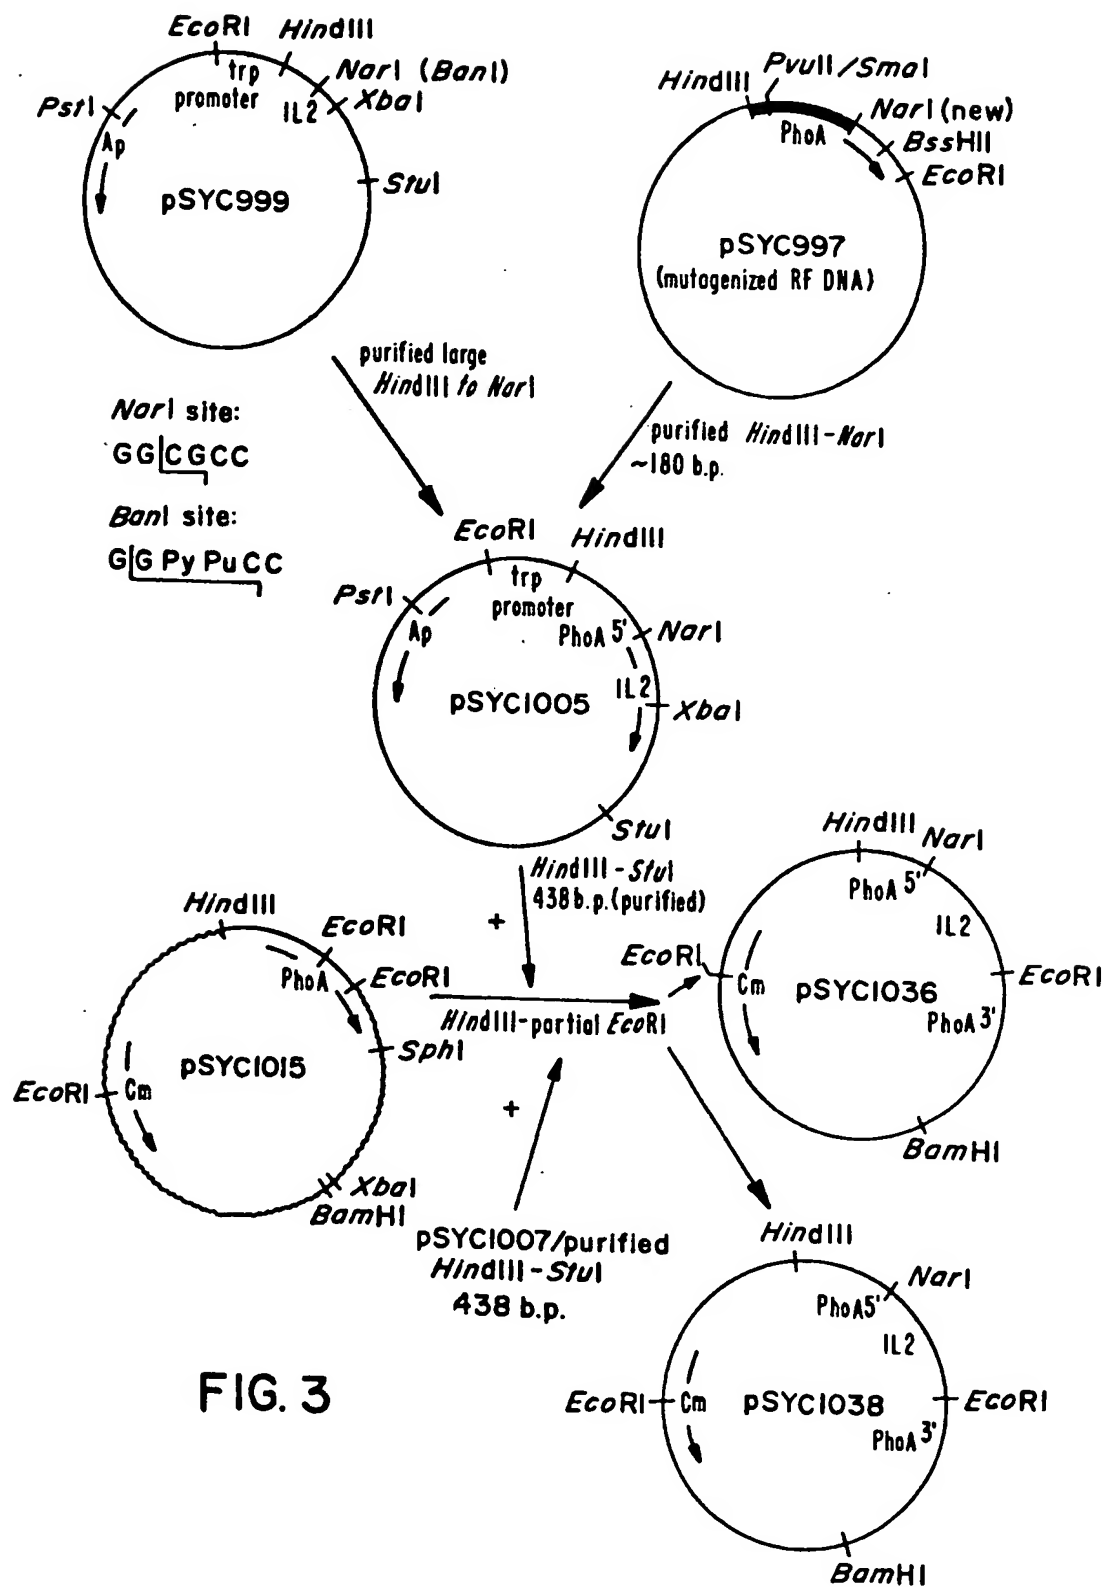 EcoRI
HindIII
trp
promoter
NarI (BanI)
IL2
XbaI
PstI
Ap
StuI
pSYC999
HindIII
PvuII/SmaI
NarI (new)
PhoA
BssHII
EcoRI
pSYC997
(mutagenized RF DNA)
purified large
HindIII to NarI
purified HindIII-NarI
~180 b.p.
NarI site:
GGCGCC
BanI site:
GG Py Pu CC
EcoRI
HindIII
trp
promoter
PstI
Ap
PhoA 5'
NarI
IL2
XbaI
pSYC1005
StuI
HindIII-StuI
438 b.p. (purified)
+
HindIII
EcoRI
EcoRI
PhoA
SphI
pSYC1015
EcoRI
Cm
XbaI
BamHI
HindIII-partial EcoRI
+
pSYC1007/purified
HindIII-StuI
438 b.p.
HindIII
NarI
PhoA 5'
IL2
EcoRI
Cm
pSYC1036
EcoRI
PhoA 3'
BamHI
HindIII
NarI
PhoA 5'
IL2
EcoRI
Cm
pSYC1038
EcoRI
PhoA 3'
BamHI
FIG. 3